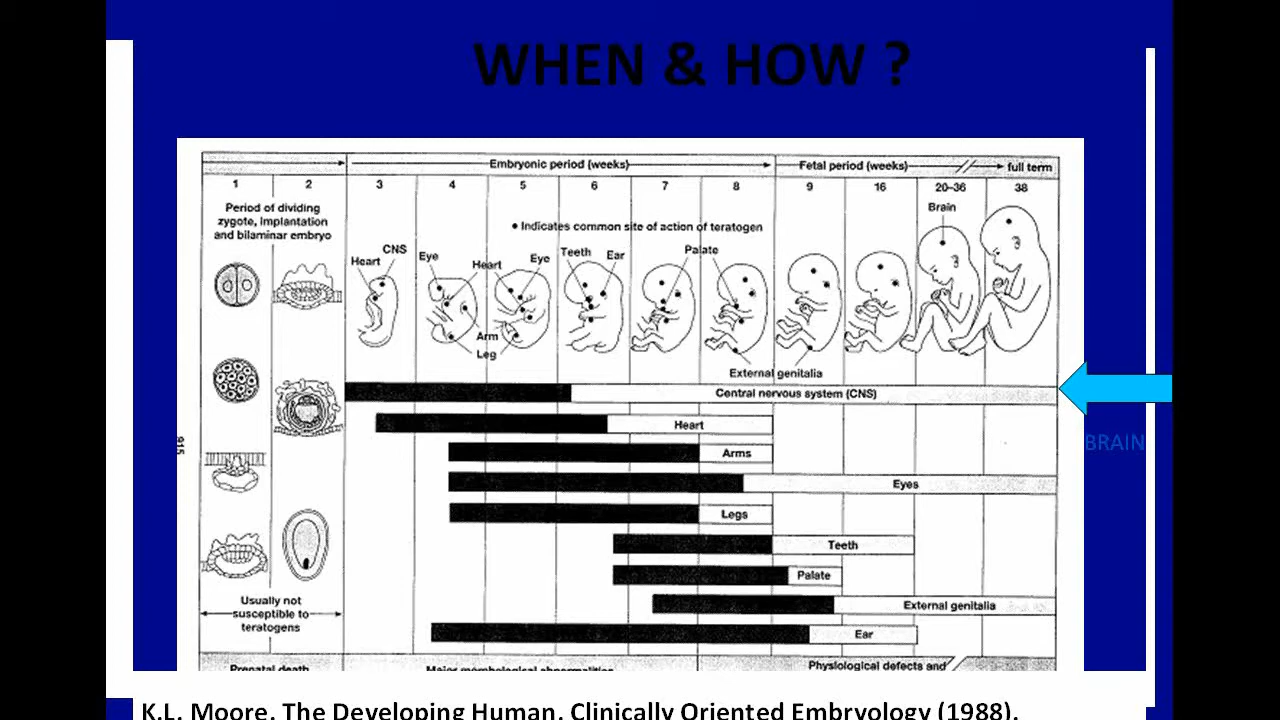 WHEN & HOW ?
Embryonic period (weeks)
Fetal period (weeks)
full term
1 2 3 4 5 6 7 8 9 16 20-36 38
Period of dividing
zygote, implantation
and bilaminar embryo
• Indicates common site of action of teratogen
Brain
CNS
Heart
Eye
Heart
Eye
Teeth
Ear
Palate
Arm
Leg
External genitalia
Central nervous system (CNS)
Heart
BRAIN
915
Arms
Eyes
Legs
Teeth
Palate
Usually not
susceptible to
teratogens
External genitalia
Ear
Prenatal death
Major morphological abnormalities
Physiological defects and
K.L. Moore. The Developing Human. Clinically Oriented Embryology (1988).